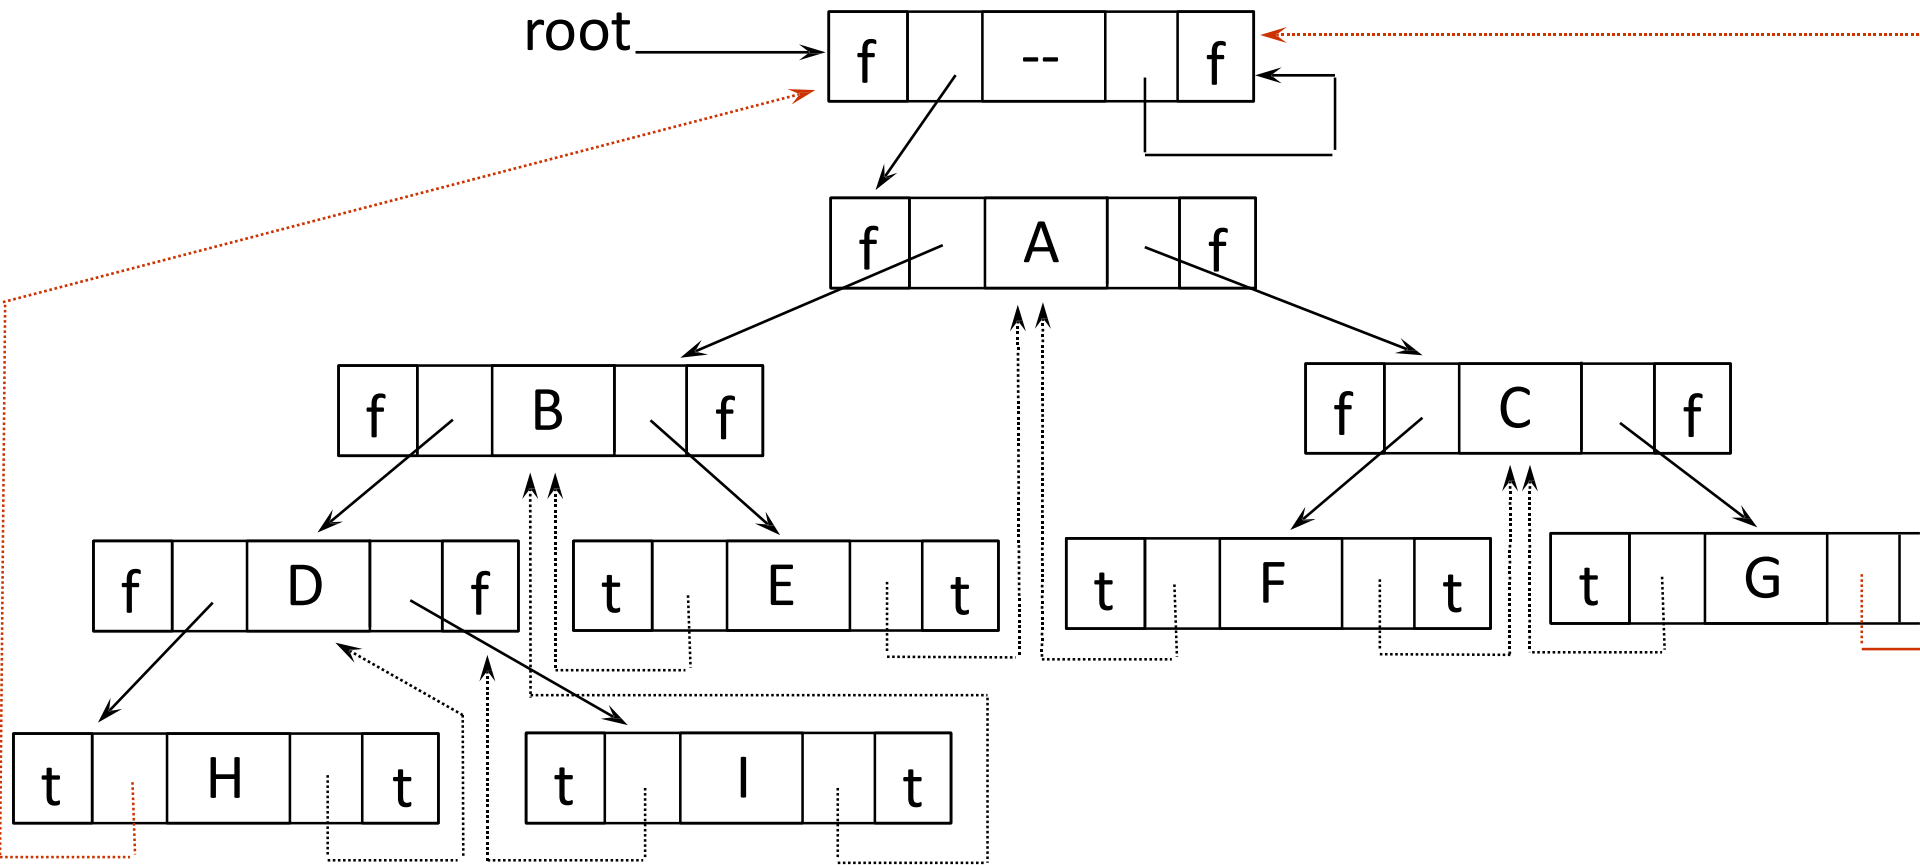 root
f -- f
f A f
f B f
f C f
f D f
t E t
t F t
t G
t H t
t I t